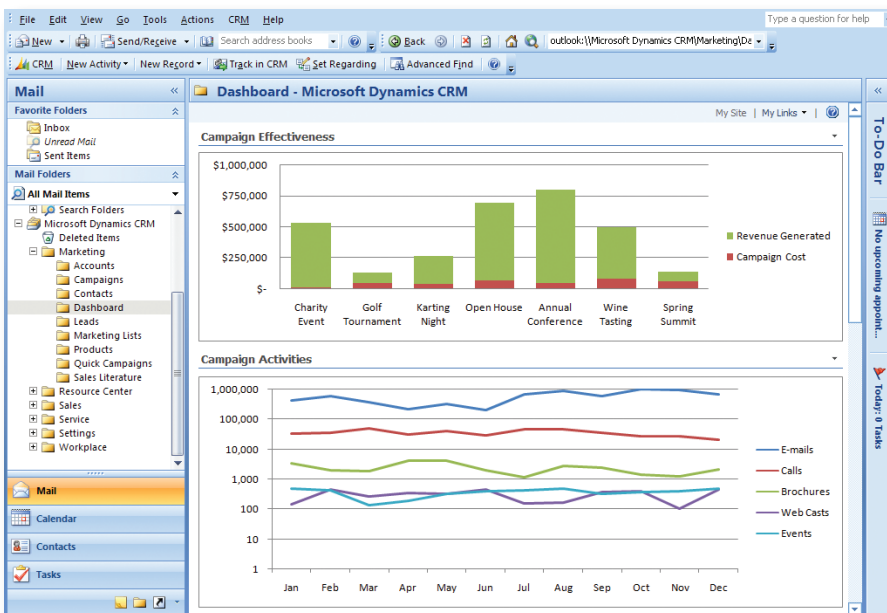 File Edit View Go Tools Actions CRM Help
Type a question for help
New Send/Receive Search address books Back outlook:\\Microsoft Dynamics CRM\Marketing\Da
CRM New Activity New Record Track in CRM Set Regarding Advanced Find
Mail
Favorite Folders
Inbox
Unread Mail
Sent Items
Mail Folders
All Mail Items
Search Folders
Microsoft Dynamics CRM
Deleted Items
Marketing
Accounts
Campaigns
Contacts
Dashboard
Leads
Marketing Lists
Products
Quick Campaigns
Sales Literature
Resource Center
Sales
Service
Settings
Workplace
Mail
Calendar
Contacts
Tasks
Dashboard - Microsoft Dynamics CRM
My Site | My Links |
Campaign Effectiveness
$1,000,000
$750,000
$500,000
$250,000
$-
Charity Event
Golf Tournament
Karting Night
Open House
Annual Conference
Wine Tasting
Spring Summit
Revenue Generated
Campaign Cost
Campaign Activities
1,000,000
100,000
10,000
1,000
100
10
1
Jan Feb Mar Apr May Jun Jul Aug Sep Oct Nov Dec
E-mails
Calls
Brochures
Web Casts
Events
To-Do Bar
No upcoming appoint...
Today: 0 Tasks